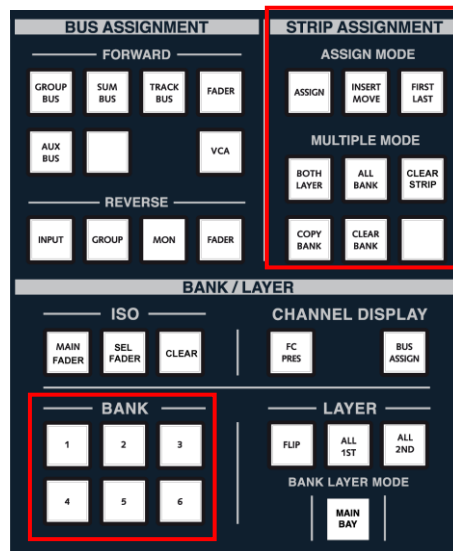 BUS ASSIGNMENT
FORWARD
GROUP BUS
SUM BUS
TRACK BUS
FADER
AUX BUS
VCA
REVERSE
INPUT
GROUP
MON
FADER
STRIP ASSIGNMENT
ASSIGN MODE
ASSIGN
INSERT MOVE
FIRST LAST
MULTIPLE MODE
BOTH LAYER
ALL BANK
CLEAR STRIP
COPY BANK
CLEAR BANK
BANK / LAYER
ISO
MAIN FADER
SEL FADER
CLEAR
CHANNEL DISPLAY
FC PRES
BUS ASSIGN
BANK
1
2
3
4
5
6
LAYER
FLIP
ALL 1ST
ALL 2ND
BANK LAYER MODE
MAIN BAY